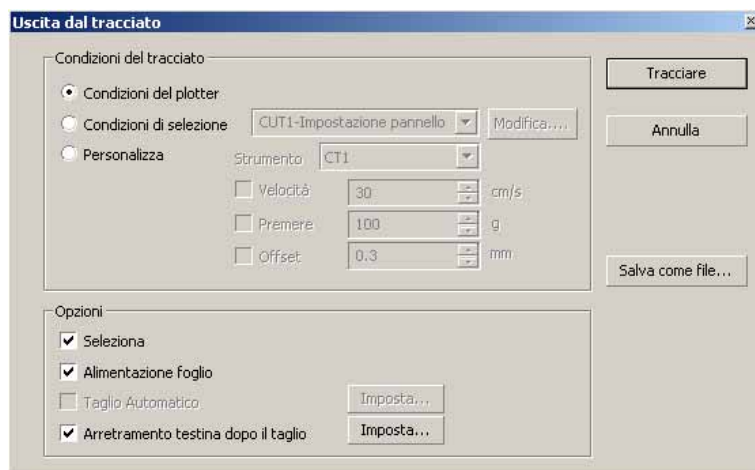 Uscita dal tracciato
Condizioni del tracciato
Condizioni del plotter
Condizioni di selezione CUT1-Impostazione pannello Modifica....
Personalizza
Strumento CT1
Velocità 30 cm/s
Premere 100 g
Offset 0.3 mm
Tracciare
Annulla
Salva come file...
Opzioni
Seleziona
Alimentazione foglio
Taglio Automatico Imposta...
Arretramento testina dopo il taglio Imposta...